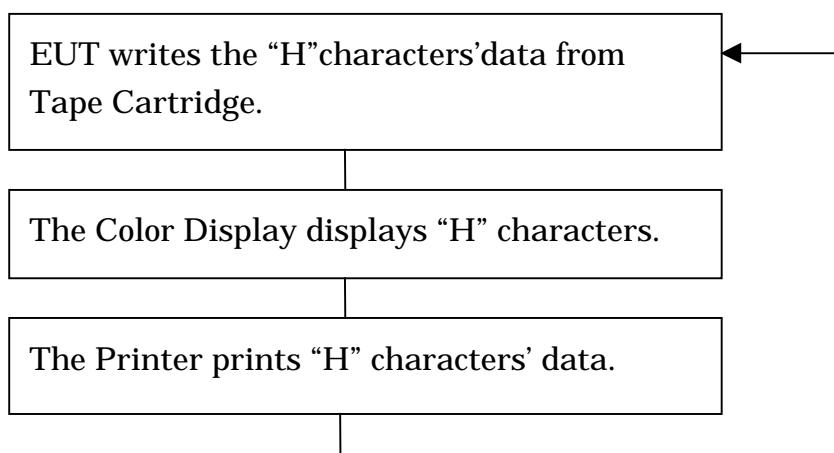 EUT writes the “H”characters’data from
Tape Cartridge.
The Color Display displays “H” characters.
The Printer prints “H” characters’ data.